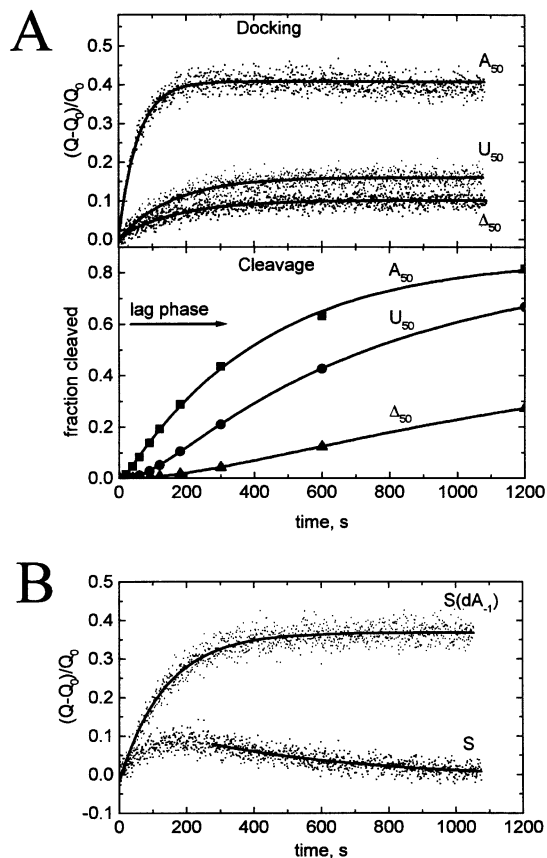 A
Docking
0.5
0.4
0.3
0.2
0.1
0.0
(Q-Q₀)/Q₀
A₅₀
U₅₀
Δ₅₀
Cleavage
0.8
0.6
0.4
0.2
0.0
fraction cleaved
lag phase
A₅₀
U₅₀
Δ₅₀
0 200 400 600 800 1000 1200
time, s
B
0.5
0.4
0.3
0.2
0.1
0.0
-0.1
(Q-Q₀)/Q₀
S(dA₋₁)
S
0 200 400 600 800 1000 1200
time, s